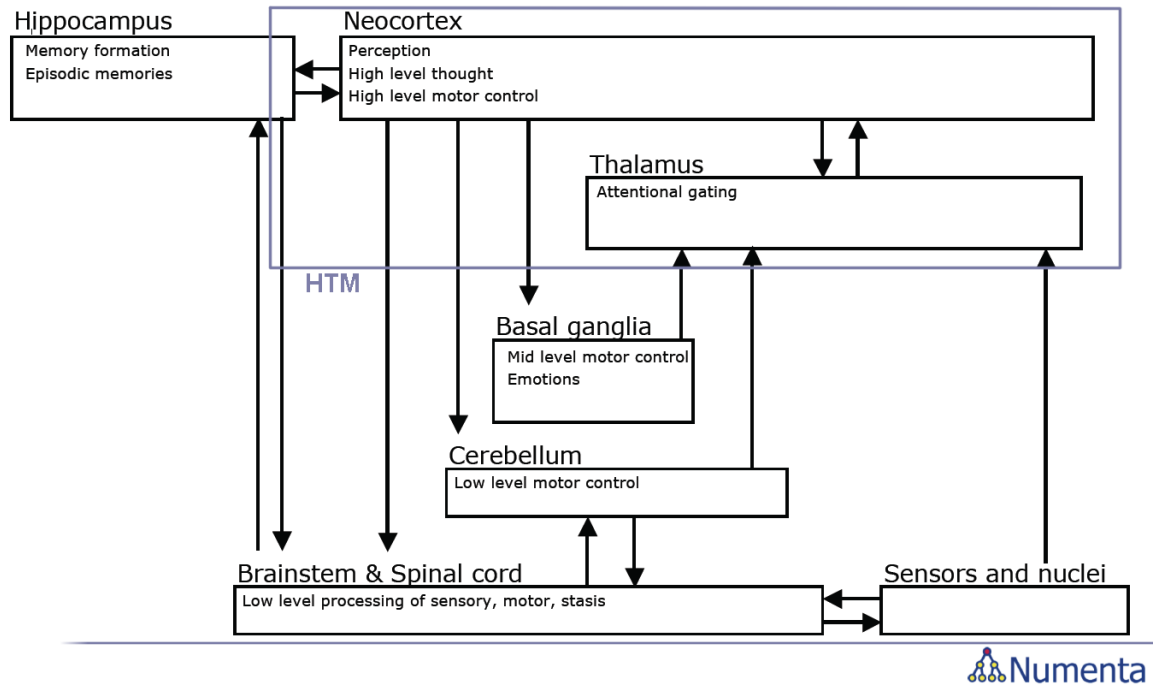 Hippocampus
Memory formation
Episodic memories
Neocortex
Perception
High level thought
High level motor control
Thalamus
Attentional gating
HTM
Basal ganglia
Mid level motor control
Emotions
Cerebellum
Low level motor control
Brainstem & Spinal cord
Low level processing of sensory, motor, stasis
Sensors and nuclei
Numenta